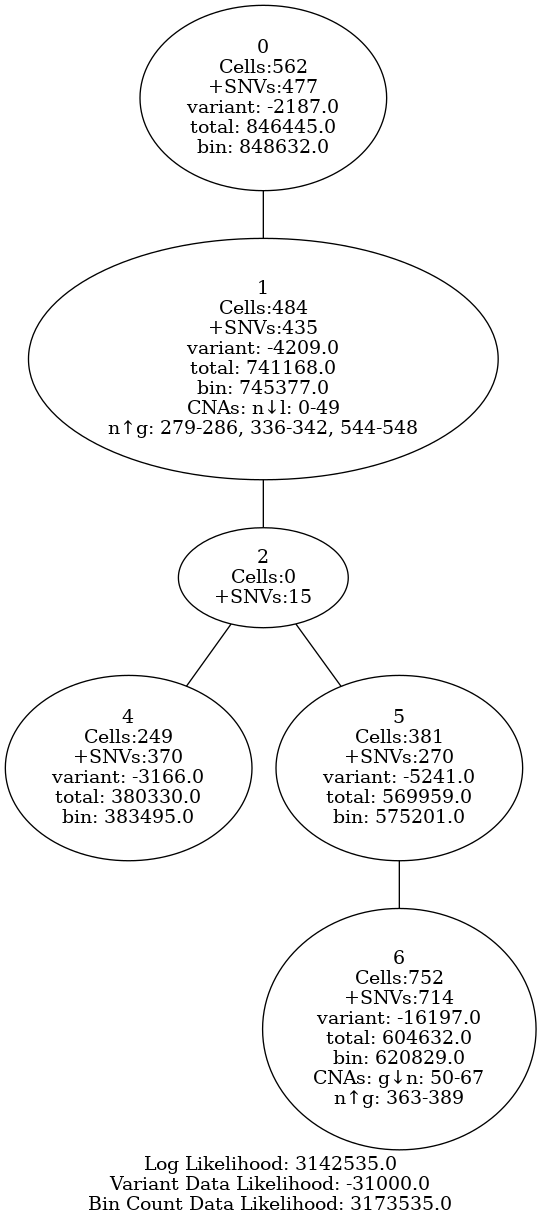 0
Cells:562
+SNVs:477
variant: -2187.0
total: 846445.0
bin: 848632.0
1
Cells:484
+SNVs:435
variant: -4209.0
total: 741168.0
bin: 745377.0
CNAs: n↓l: 0-49
n↑g: 279-286, 336-342, 544-548
2
Cells:0
+SNVs:15
4
Cells:249
+SNVs:370
variant: -3166.0
total: 380330.0
bin: 383495.0
5
Cells:381
+SNVs:270
variant: -5241.0
total: 569959.0
bin: 575201.0
6
Cells:752
+SNVs:714
variant: -16197.0
total: 604632.0
bin: 620829.0
CNAs: g↓n: 50-67
n↑g: 363-389
Log Likelihood: 3142535.0
Variant Data Likelihood: -31000.0
Bin Count Data Likelihood: 3173535.0